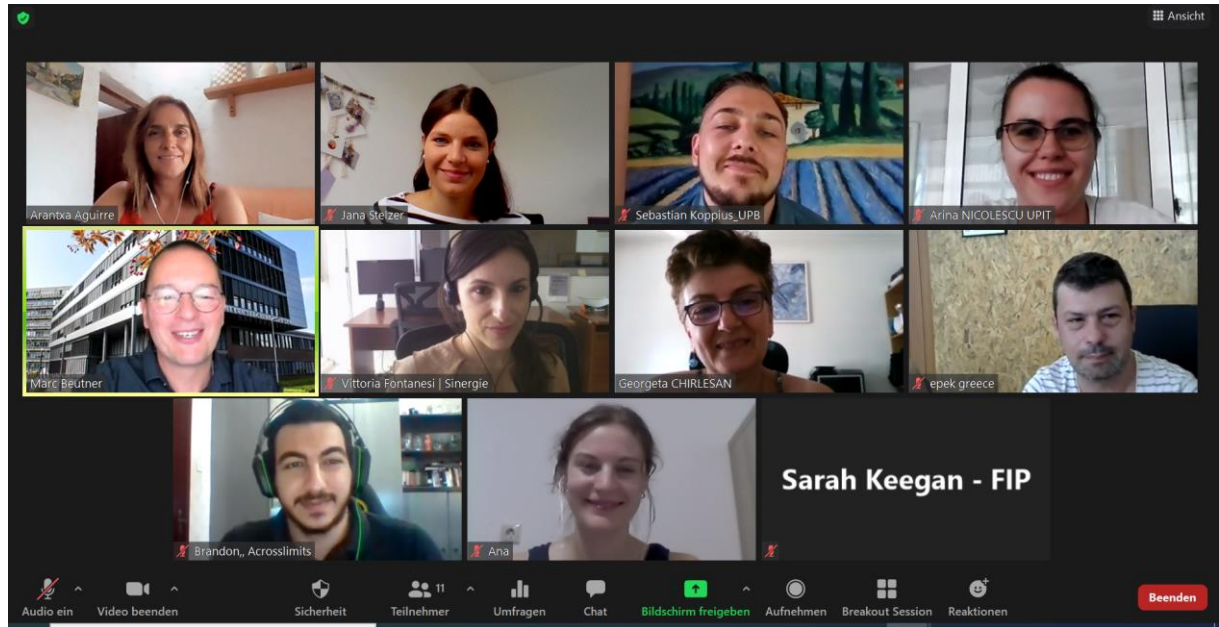 Ansicht
Arantxa Aguirre
Jana Stelzer
Sebastian Koppius_UPB
Arina NICOLESCU UPIT
Marc Beutner
Vittoria Fontanesi | Sinergie
Georgeta CHIRLESAN
epek greece
Brandon,, Acrosslimits
Ana
Sarah Keegan - FIP
Audio ein
Video beenden
Sicherheit
11
Teilnehmer
Umfragen
Chat
Bildschirm freigeben
Aufnehmen
Breakout Session
Reaktionen
Beenden